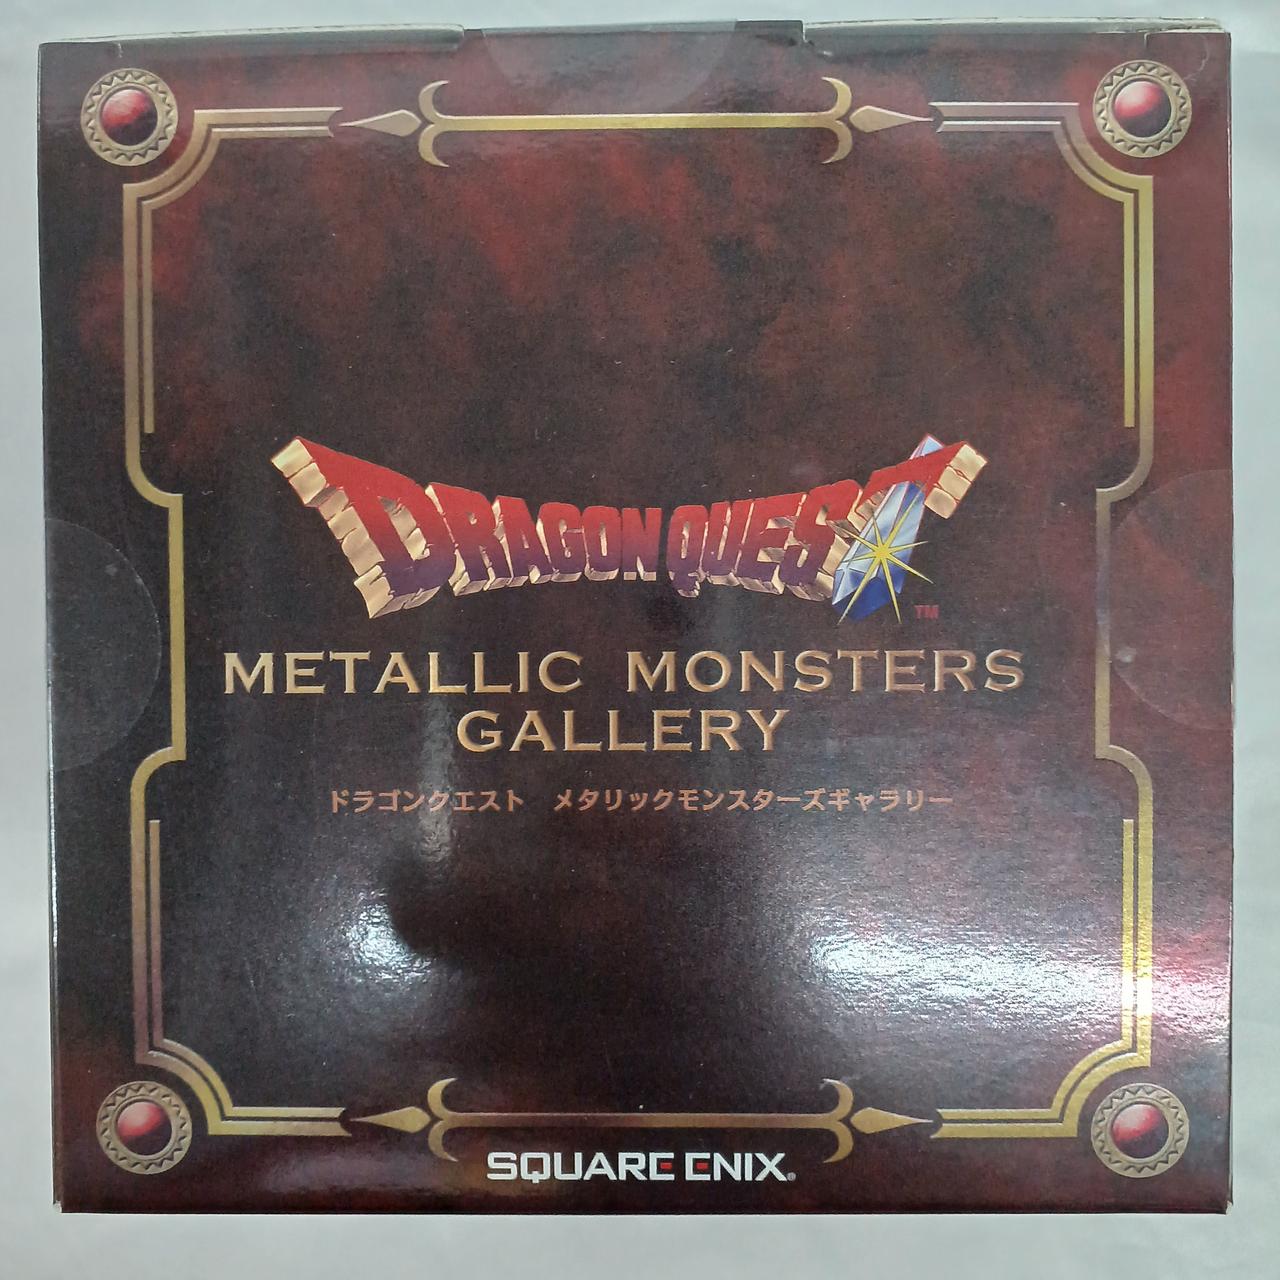 DRAGON QUEST
TM
METALLIC MONSTERS
GALLERY
ドラゴンクエスト　メタリックモンスターズギャラリー
SQUARE ENIX®